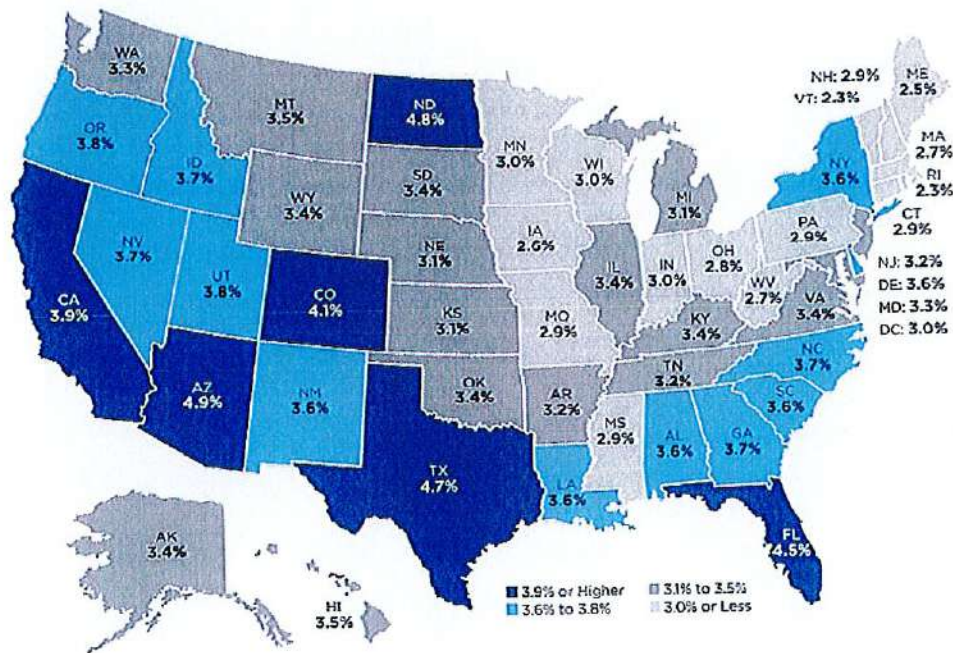 WA
3.3%
MT
3.5%
ND
4.8%
MN
3.0%
NH: 2.9%
VT: 2.3%
ME
2.5%
OR
3.8%
ID
3.7%
WY
3.4%
SD
3.4%
WI
3.0%
MI
3.1%
NY
3.6%
MA
2.7%
RI
2.3%
CT
2.9%
NV
3.7%
UT
3.8%
CO
4.1%
NE
3.1%
IA
2.6%
IL
3.4%
IN
3.0%
OH
2.8%
PA
2.9%
NJ: 3.2%
DE: 3.6%
MD: 3.3%
DC: 3.0%
CA
3.9%
KS
3.1%
MO
2.9%
KY
3.4%
WV
2.7%
VA
3.4%
AZ
4.9%
NM
3.6%
OK
3.4%
AR
3.2%
TN
3.2%
NC
3.7%
SC
3.6%
TX
4.7%
LA
3.6%
MS
2.9%
AL
3.6%
GA
3.7%
FL
4.5%
AK
3.4%
HI
3.5%
3.9% or Higher
3.6% to 3.8%
3.1% to 3.5%
3.0% or Less